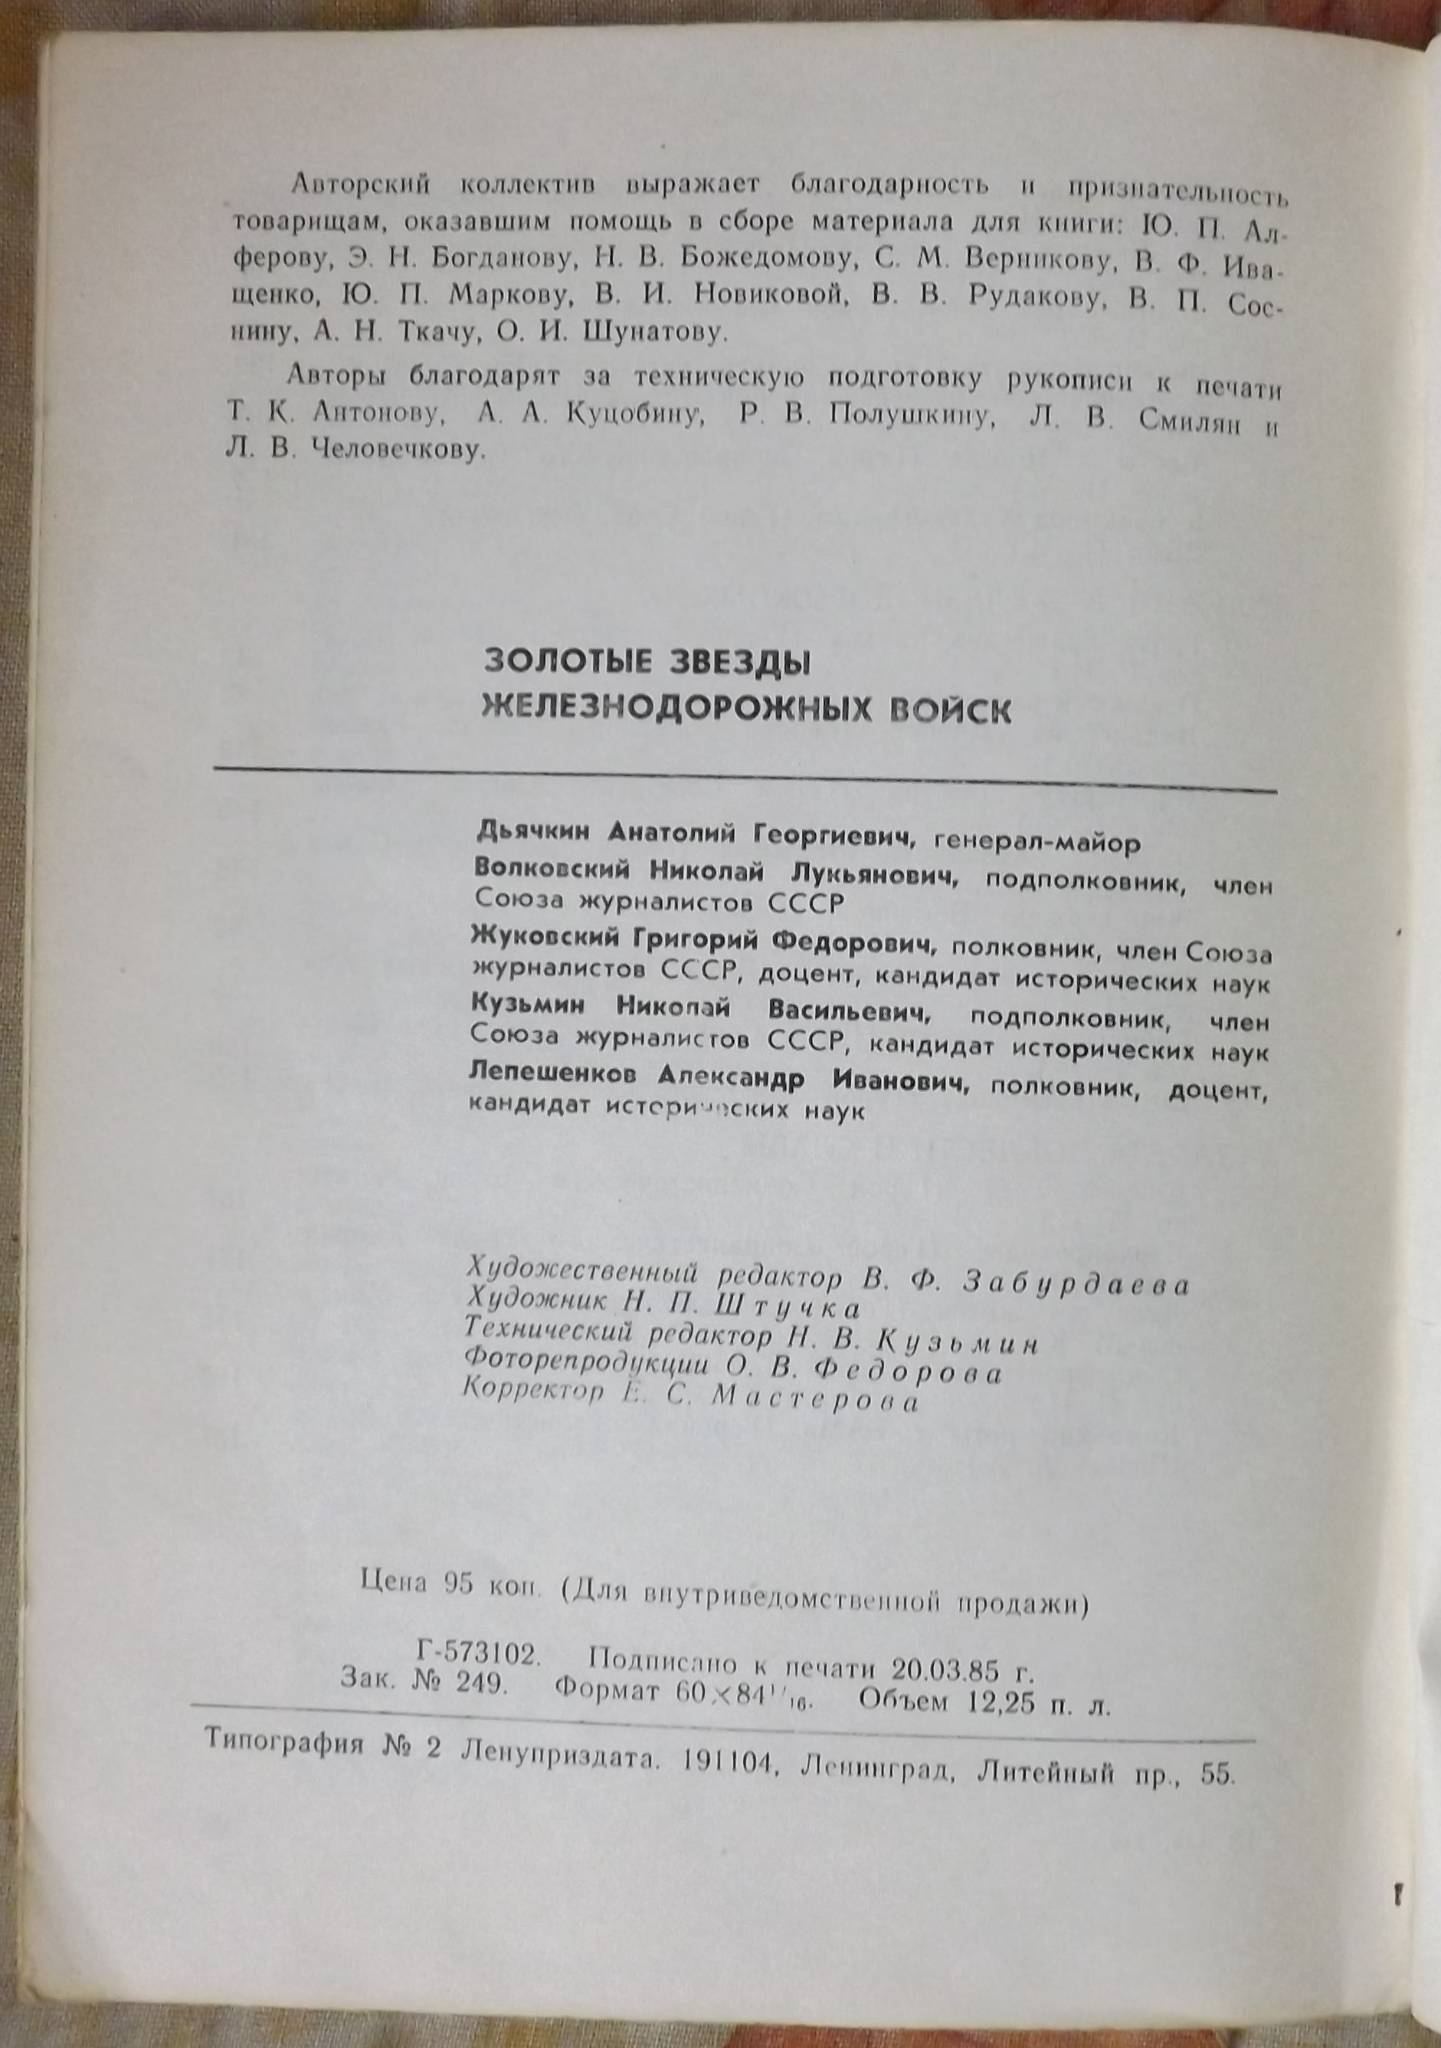 Авторский коллектив выражает благодарность и признательность
товарищам, оказавшим помощь в сборе материала для книги: Ю. П. Ал-
ферову, Э. Н. Богданову, Н. В. Божедомову, С. М. Верникову, В. Ф. Ива-
щенко, Ю. П. Маркову, В. И. Новиковой, В. В. Рудакову, В. П. Сос-
нину, А. Н. Ткачу, О. И. Шунатову.
Авторы благодарят за техническую подготовку рукописи к печати
Т. К. Антонову, А. А. Куцобину, Р. В. Полушкину, Л. В. Смилян и
Л. В. Человечкову.
ЗОЛОТЫЕ ЗВЕЗДЫ
ЖЕЛЕЗНОДОРОЖНЫХ ВОЙСК
Дьячкин Анатолий Георгиевич, генерал-майор
Волковский Николай Лукьянович, подполковник, член
Союза журналистов СССР
Жуковский Григорий Федорович, полковник, член Союза
журналистов СССР, доцент, кандидат исторических наук
Кузьмин Николай Васильевич, подполковник, член
Союза журналистов СССР, кандидат исторических наук
Лепешенков Александр Иванович, полковник, доцент,
кандидат исторических наук
Художественный редактор В. Ф. Забурдаева
Художник Н. П. Штучка
Технический редактор Н. В. Кузьмин
Фоторепродукции О. В. Федорова
Корректор Е. С. Мастерова
Цена 95 коп. (Для внутриведомственной продажи)
Г-573102. Подписано к печати 20.03.85 г.
Зак. № 249. Формат 60×84 1/16. Объем 12,25 п. л.
Типография № 2 Ленуприздата. 191104, Ленинград, Литейный пр., 55.